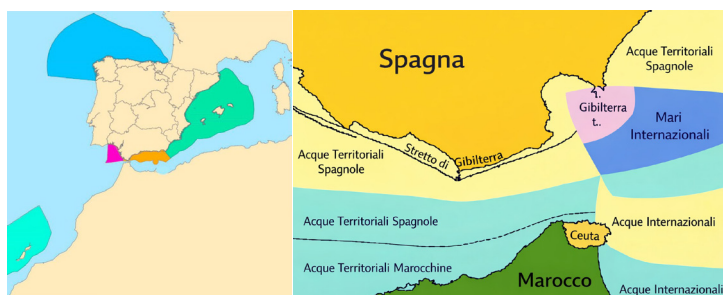 Spagna
Acque Territoriali
Spagnole
1.
Gibilterra
t..
Mari
Internazionali
Stretto di Gibilterra
Acque Territoriali
Spagnole
Acque Territoriali Spagnole
Acque Internazionali
Ceuta
Acque Territoriali Marocchine
Marocco
Acque Internazionali